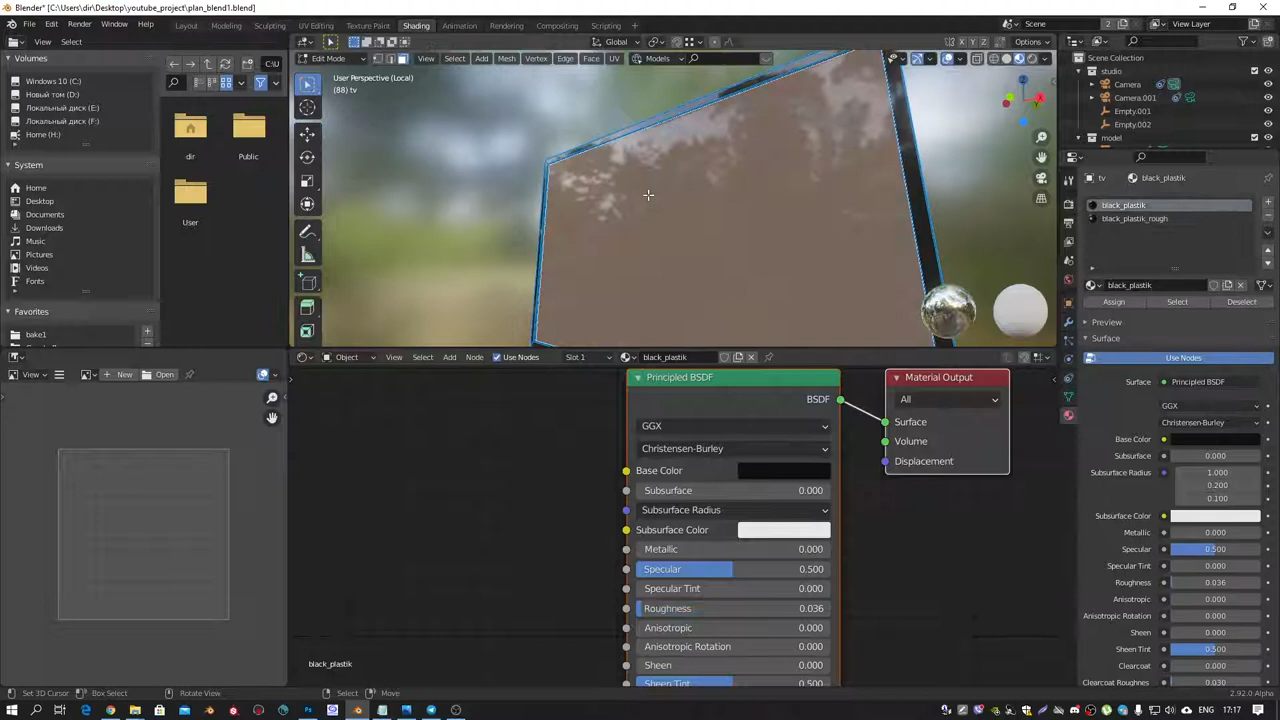 Blender* [C:\Users\dir\Desktop\youtube_project\plan_blend1.blend]
File Edit Render Window Help Layout Modeling Sculpting UV Editing Texture Paint Shading Animation Rendering Compositing Scripting Scene 2 View Layer
View Select Global Options
Volumes
Windows 10 (C:)
Новый том (D:)
Локальный диск (E:)
Локальный диск (F:)
Home (H:)
System
Home
Desktop
Documents
Downloads
Music
Pictures
Videos
Fonts
Favorites
bake1
C:\U
dir
Public
User
Edit Mode View Select Add Mesh Vertex Edge Face UV Models
X Y Z
User Perspective (Local)
(88) tv
Scene Collection
studio
Camera
Camera.001
Empty.001
Empty.002
model
tv black_plastik
black_plastik
black_plastik_rough
black_plastik
Assign Select Deselect
Preview
Surface
Use Nodes
Surface Principled BSDF
GGX
Christensen-Burley
Base Color
Subsurface 0.000
Subsurface Radius 1.000
0.200
0.100
Subsurface Color
Metallic 0.000
Specular 0.500
Specular Tint 0.000
Roughness 0.036
Anisotropic 0.000
Anisotropic Rotation 0.000
Sheen 0.000
Sheen Tint 0.500
Clearcoat 0.000
Clearcoat Roughnes 0.030
View New Open
Object View Select Add Node Use Nodes Slot 1 black_plastik
Principled BSDF
BSDF
GGX
Christensen-Burley
Base Color
Subsurface 0.000
Subsurface Radius
Subsurface Color
Metallic 0.000
Specular 0.500
Specular Tint 0.000
Roughness 0.036
Anisotropic 0.000
Anisotropic Rotation 0.000
Sheen 0.000
Sheen Tint 0.500
Material Output
All
Surface
Volume
Displacement
black_plastik
Set 3D Cursor Box Select Rotate View Select Move 2.92.0 Alpha
ENG 17:17